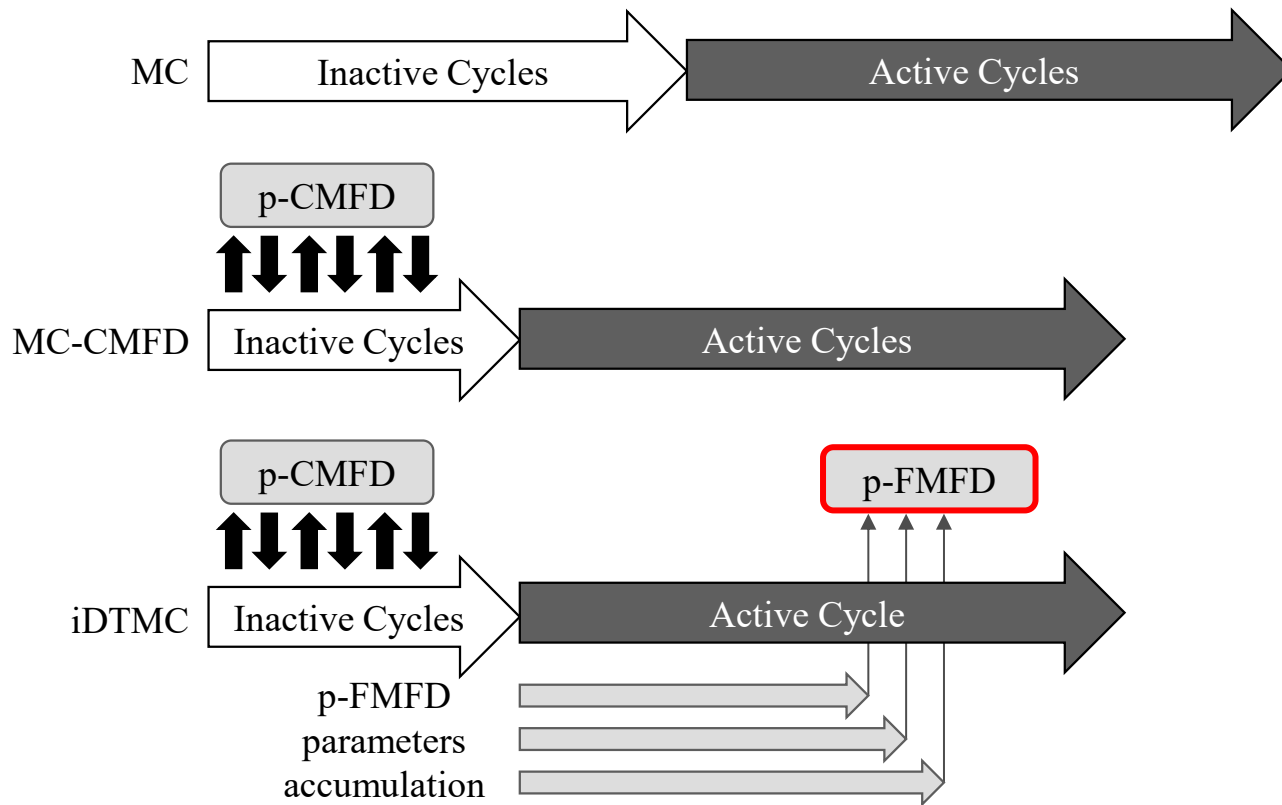 MC
Inactive Cycles
Active Cycles
p-CMFD
MC-CMFD
Inactive Cycles
Active Cycles
p-CMFD
p-FMFD
iDTMC
Inactive Cycles
Active Cycle
p-FMFD
parameters
accumulation